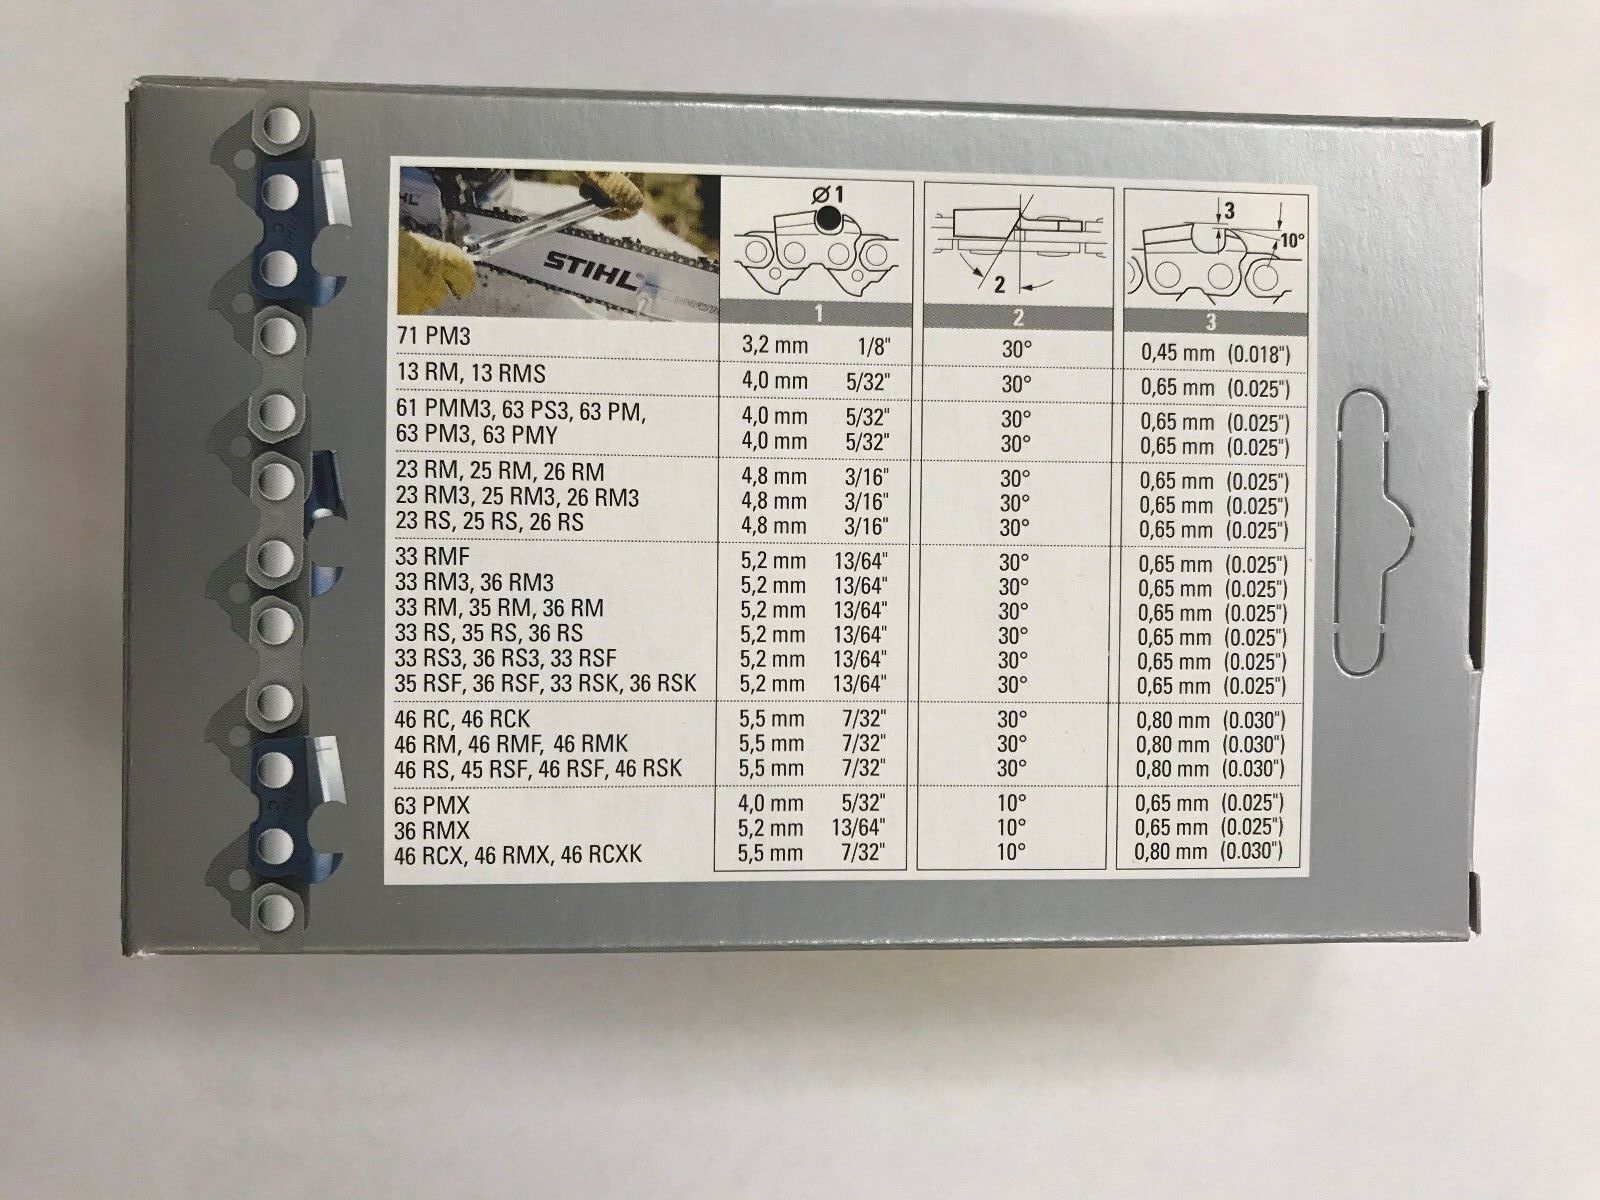 STIHL
Ø1
2
3
10°
1 2 3
71 PM3 3,2 mm 1/8" 30° 0,45 mm (0.018")
13 RM, 13 RMS 4,0 mm 5/32" 30° 0,65 mm (0.025")
61 PMM3, 63 PS3, 63 PM, 4,0 mm 5/32" 30° 0,65 mm (0.025")
63 PM3, 63 PMY 4,0 mm 5/32" 30° 0,65 mm (0.025")
23 RM, 25 RM, 26 RM 4,8 mm 3/16" 30° 0,65 mm (0.025")
23 RM3, 25 RM3, 26 RM3 4,8 mm 3/16" 30° 0,65 mm (0.025")
23 RS, 25 RS, 26 RS 4,8 mm 3/16" 30° 0,65 mm (0.025")
33 RMF 5,2 mm 13/64" 30° 0,65 mm (0.025")
33 RM3, 36 RM3 5,2 mm 13/64" 30° 0,65 mm (0.025")
33 RM, 35 RM, 36 RM 5,2 mm 13/64" 30° 0,65 mm (0.025")
33 RS, 35 RS, 36 RS 5,2 mm 13/64" 30° 0,65 mm (0.025")
33 RS3, 36 RS3, 33 RSF 5,2 mm 13/64" 30° 0,65 mm (0.025")
35 RSF, 36 RSF, 33 RSK, 36 RSK 5,2 mm 13/64" 30° 0,65 mm (0.025")
46 RC, 46 RCK 5,5 mm 7/32" 30° 0,80 mm (0.030")
46 RM, 46 RMF, 46 RMK 5,5 mm 7/32" 30° 0,80 mm (0.030")
46 RS, 45 RSF, 46 RSF, 46 RSK 5,5 mm 7/32" 30° 0,80 mm (0.030")
63 PMX 4,0 mm 5/32" 10° 0,65 mm (0.025")
36 RMX 5,2 mm 13/64" 10° 0,65 mm (0.025")
46 RCX, 46 RMX, 46 RCXK 5,5 mm 7/32" 10° 0,80 mm (0.030")